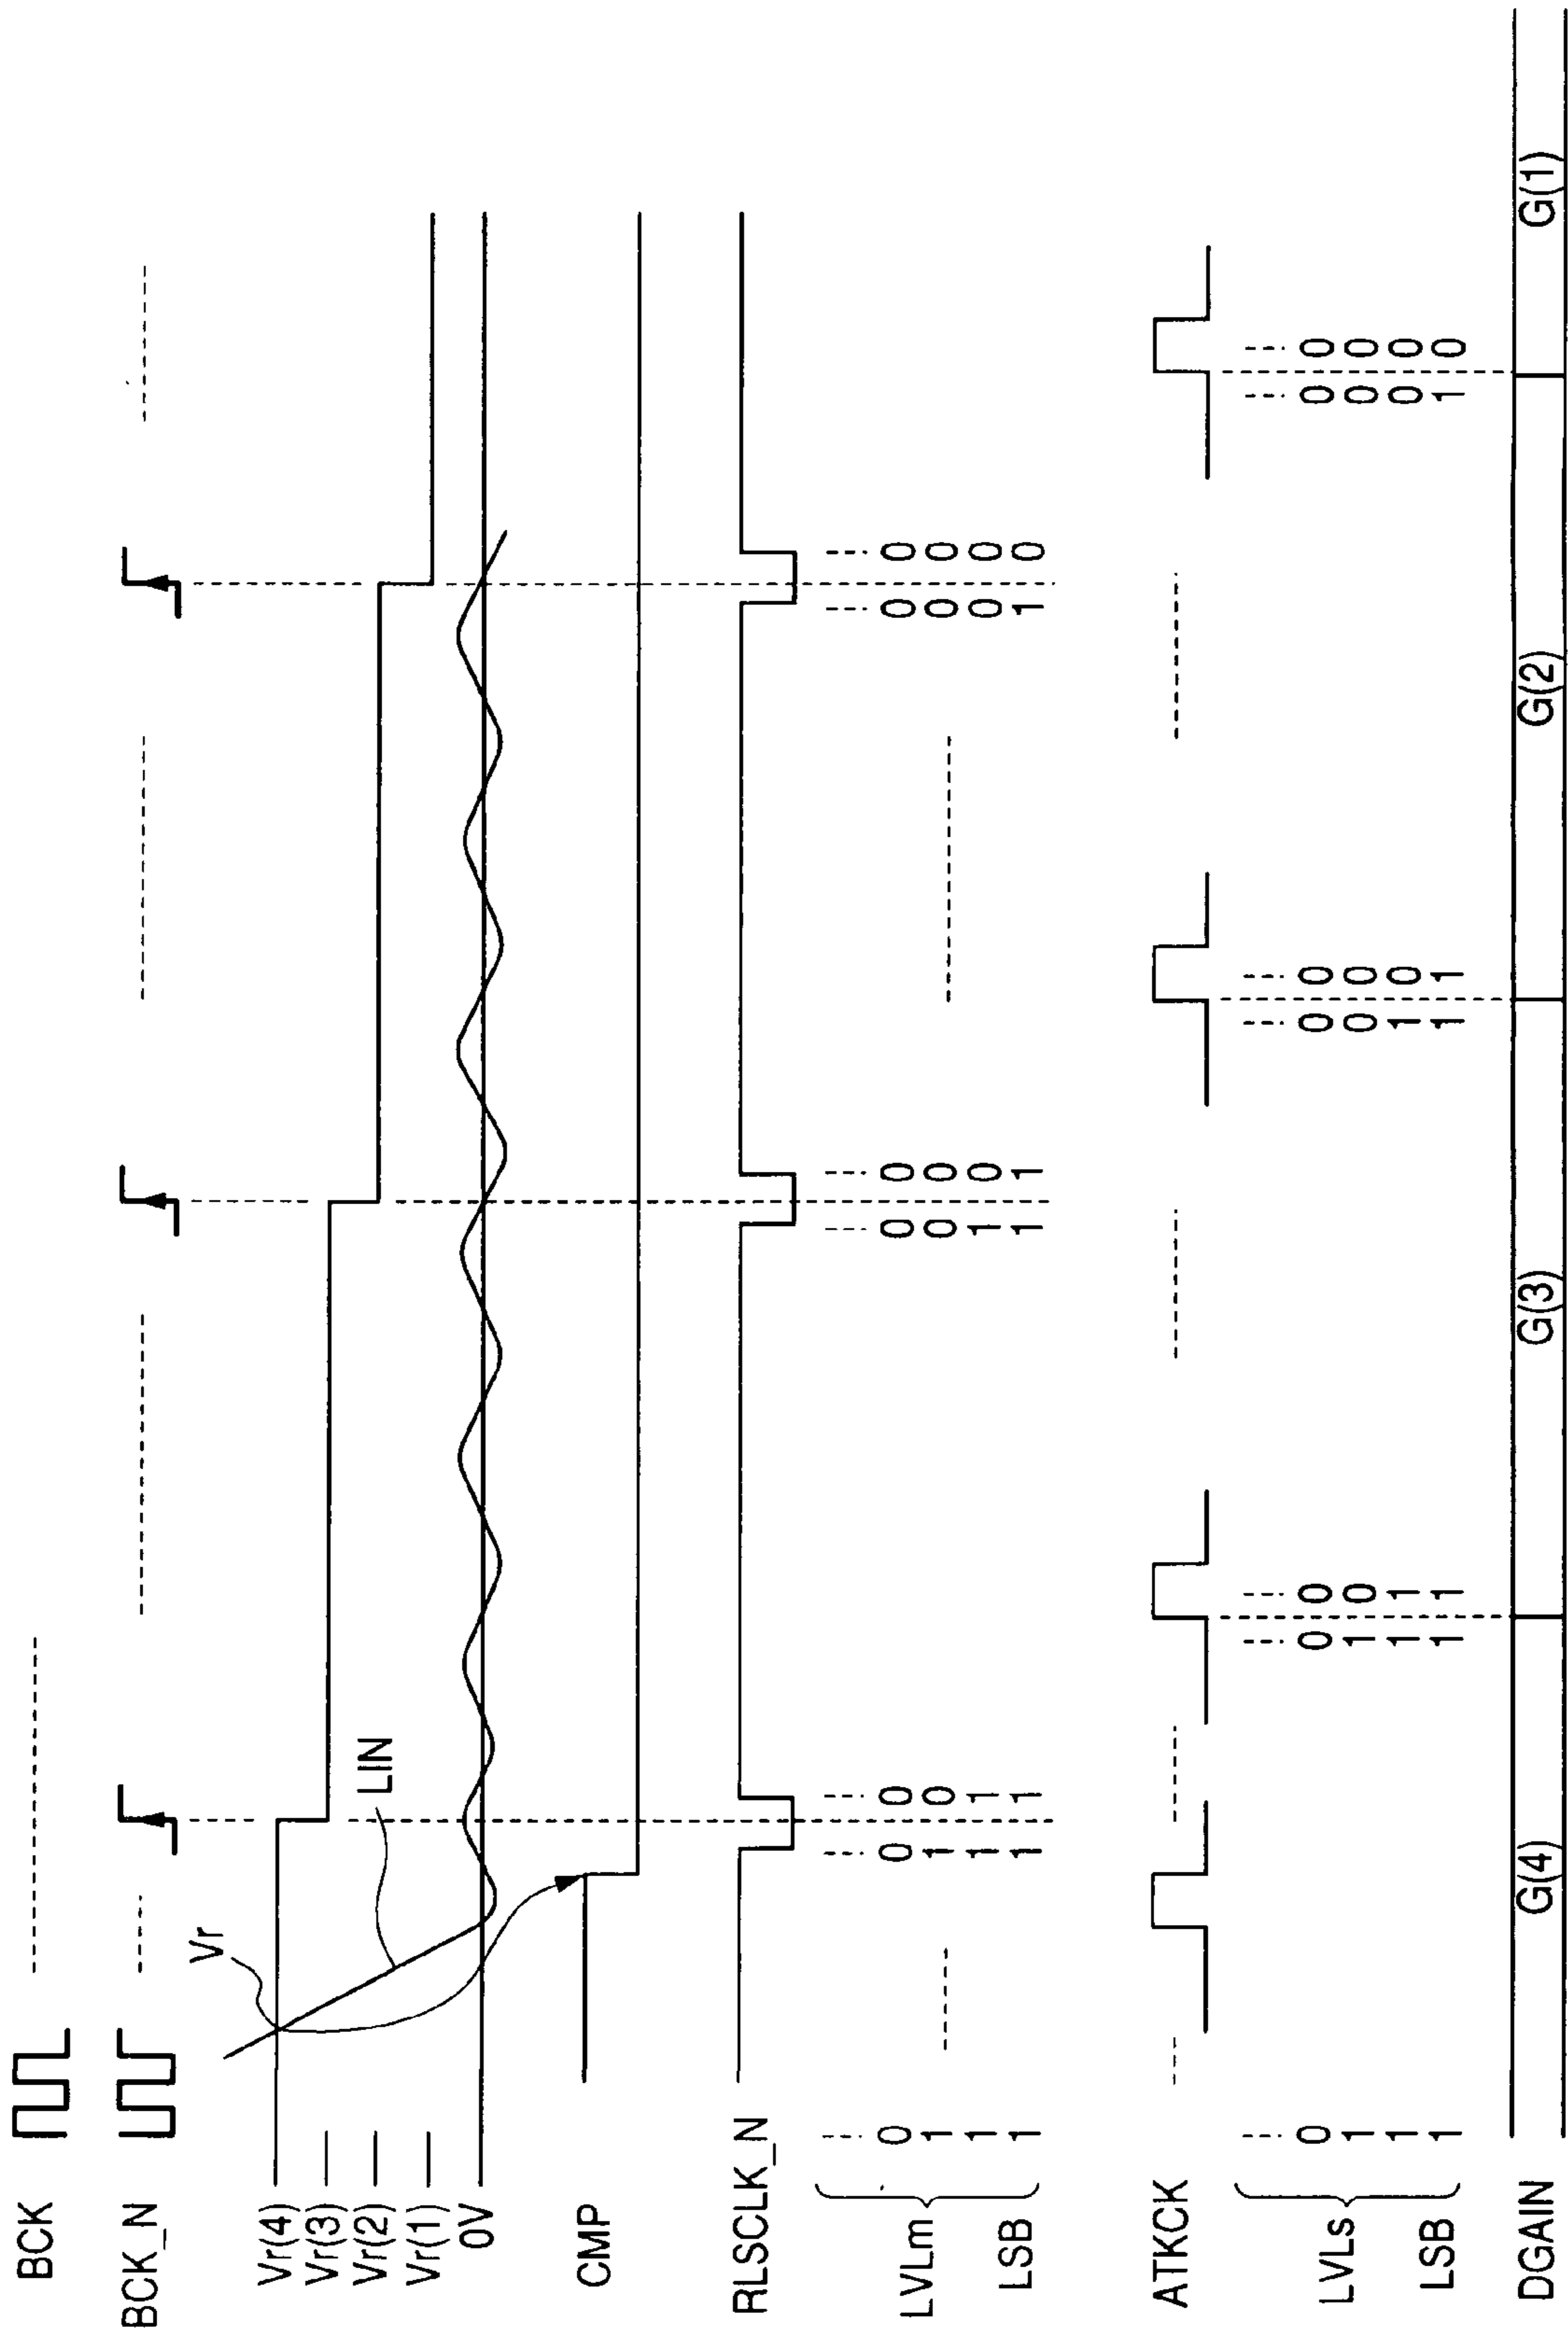 BCK
BCK_N
Vr
LIN
Vr(4)
Vr(3)
Vr(2)
Vr(1)
0V
CMP
RLSCLK_N
LVLm
0 0 0 0 0 0 0
1 1 0 0 0 0 0
1 1 1 1 0 0 0
LSB
1 1 1 1 1 1 0
ATKCK
LVLs
0 0 0 0 0 0 0
1 1 0 0 0 0 0
1 1 1 1 0 0 0
LSB
1 1 1 1 1 1 0
DGAIN
G(4) G(3) G(2) G(1)